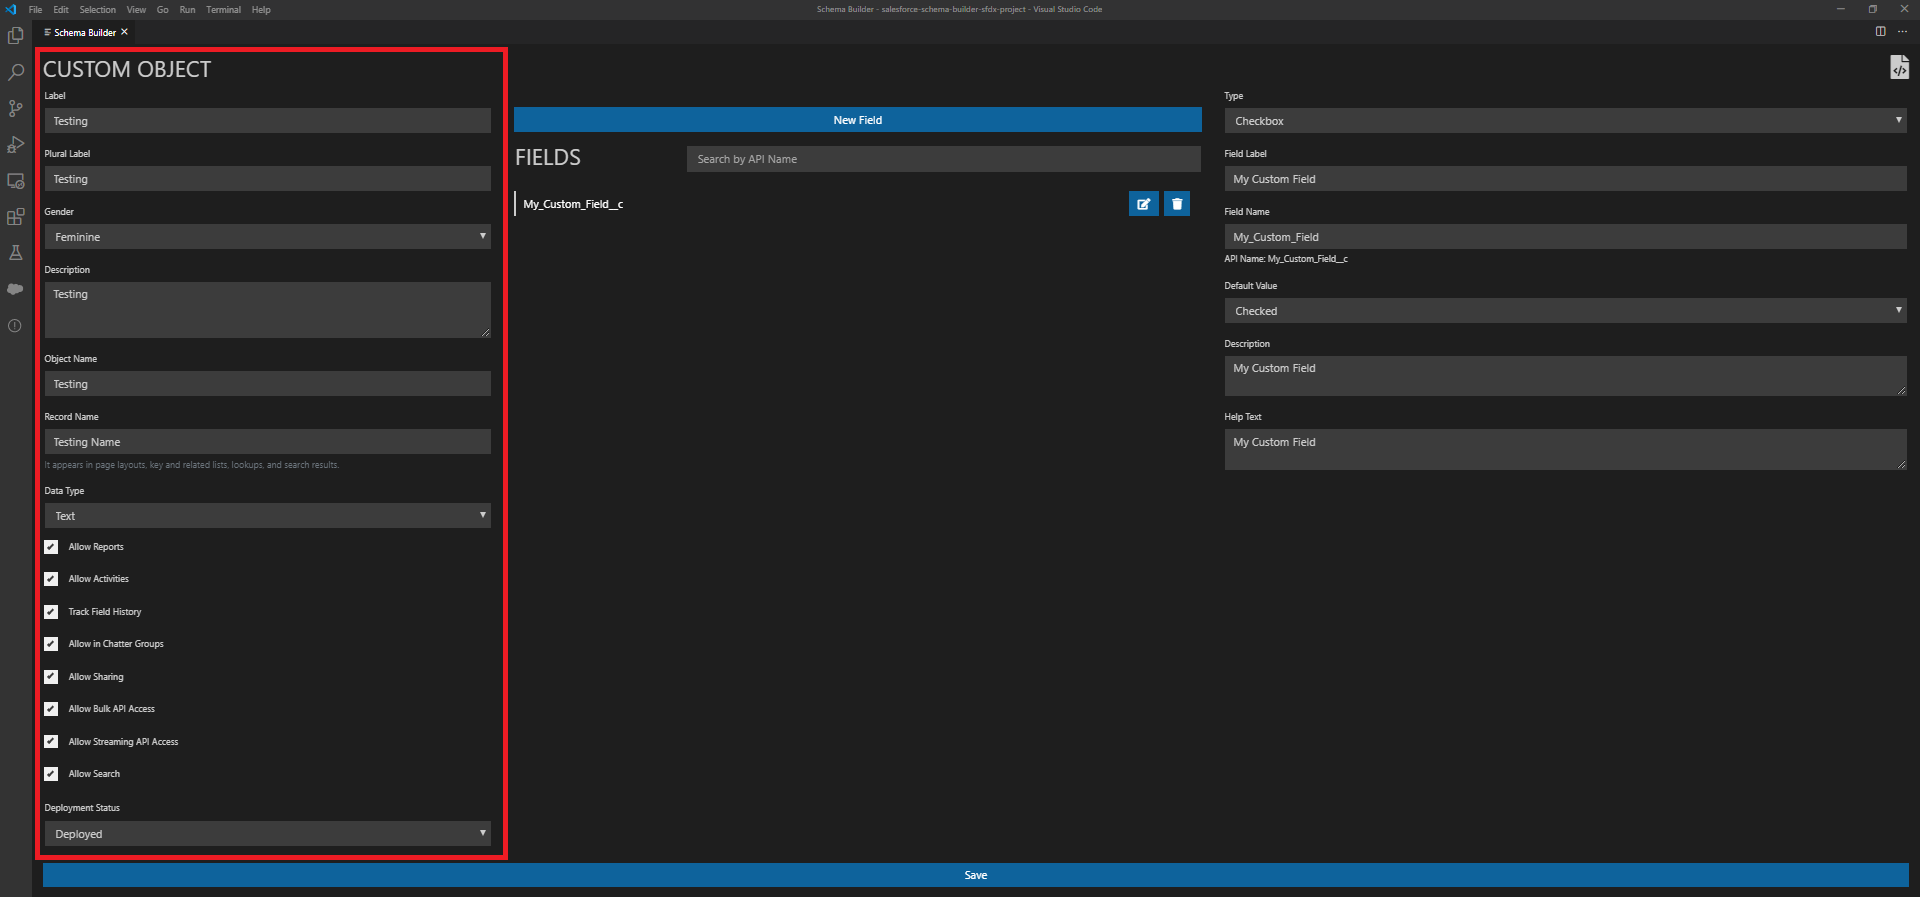 File Edit Selection View Go Run Terminal Help
Schema Builder - salesforce-schema-builder-sfdx-project - Visual Studio Code
Schema Builder
CUSTOM OBJECT
Label
Testing
Plural Label
Testing
Gender
Feminine
Description
Testing
Object Name
Testing
Record Name
Testing Name
It appears in page layouts, key and related lists, lookups, and search results.
Data Type
Text
Allow Reports
Allow Activities
Track Field History
Allow in Chatter Groups
Allow Sharing
Allow Bulk API Access
Allow Streaming API Access
Allow Search
Deployment Status
Deployed
New Field
FIELDS
Search by API Name
My_Custom_Field__c
Type
Checkbox
Field Label
My Custom Field
Field Name
My_Custom_Field
API Name: My_Custom_Field__c
Default Value
Checked
Description
My Custom Field
Help Text
My Custom Field
Save